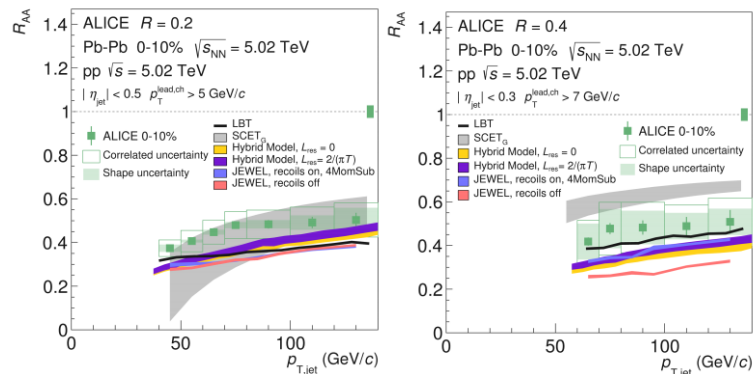 R_AA
1.4
1.2
1
0.8
0.6
0.4
0.2
0
ALICE R = 0.2
Pb-Pb 0-10% √s_NN = 5.02 TeV
pp √s = 5.02 TeV
| η_jet | < 0.5 p_T^lead,ch > 5 GeV/c
ALICE 0-10%
Correlated uncertainty
Shape uncertainty
LBT
SCET_G
Hybrid Model, L_res = 0
Hybrid Model, L_res = 2/(πT)
JEWEL, recoils on, 4MomSub
JEWEL, recoils off
0 50 100
p_T,jet (GeV/c)
R_AA
1.4
1.2
1
0.8
0.6
0.4
0.2
0
ALICE R = 0.4
Pb-Pb 0-10% √s_NN = 5.02 TeV
pp √s = 5.02 TeV
| η_jet | < 0.3 p_T^lead,ch > 7 GeV/c
LBT
SCET_G
Hybrid Model, L_res = 0
Hybrid Model, L_res = 2/(πT)
JEWEL, recoils on, 4MomSub
JEWEL, recoils off
ALICE 0-10%
Correlated uncertainty
Shape uncertainty
0 50 100
p_T,jet (GeV/c)